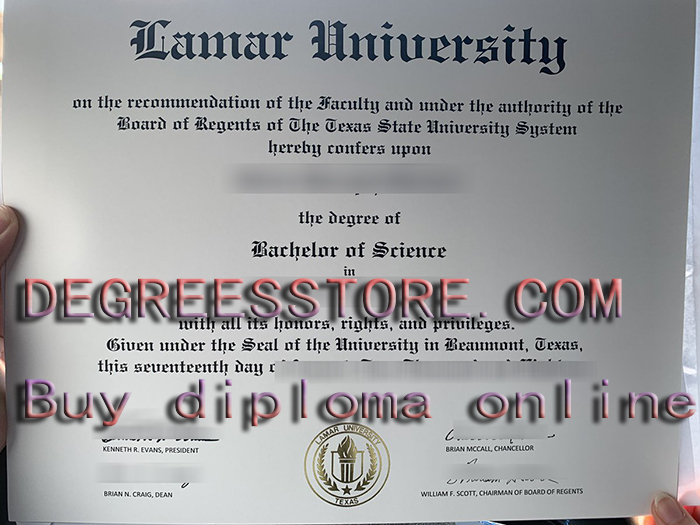 Lamar University
on the recommendation of the Faculty and under the authority of the
Board of Regents of The Texas State University System
hereby confers upon
the degree of
Bachelor of Science
in
DEGREESSTORE. COM
with all its honors, rights, and privileges.
Given under the Seal of the University in Beaumont, Texas,
this seventeenth day
Buy diploma online
KENNETH R. EVANS, PRESIDENT
BRIAN MCCALL, CHANCELLOR
LAMAR UNIVERSITY
TEXAS
BRIAN N. CRAIG, DEAN
WILLIAM F. SCOTT, CHAIRMAN OF BOARD OF REGENTS